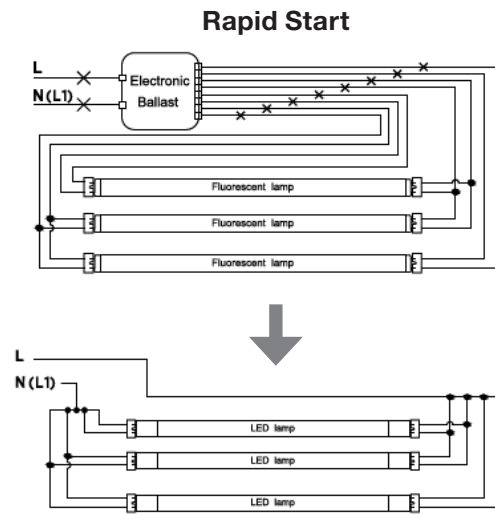 Rapid Start
L
N(L1)
Electronic
Ballast
Fluorescent lamp
Fluorescent lamp
Fluorescent lamp
L
N(L1)
LED lamp
LED lamp
LED lamp